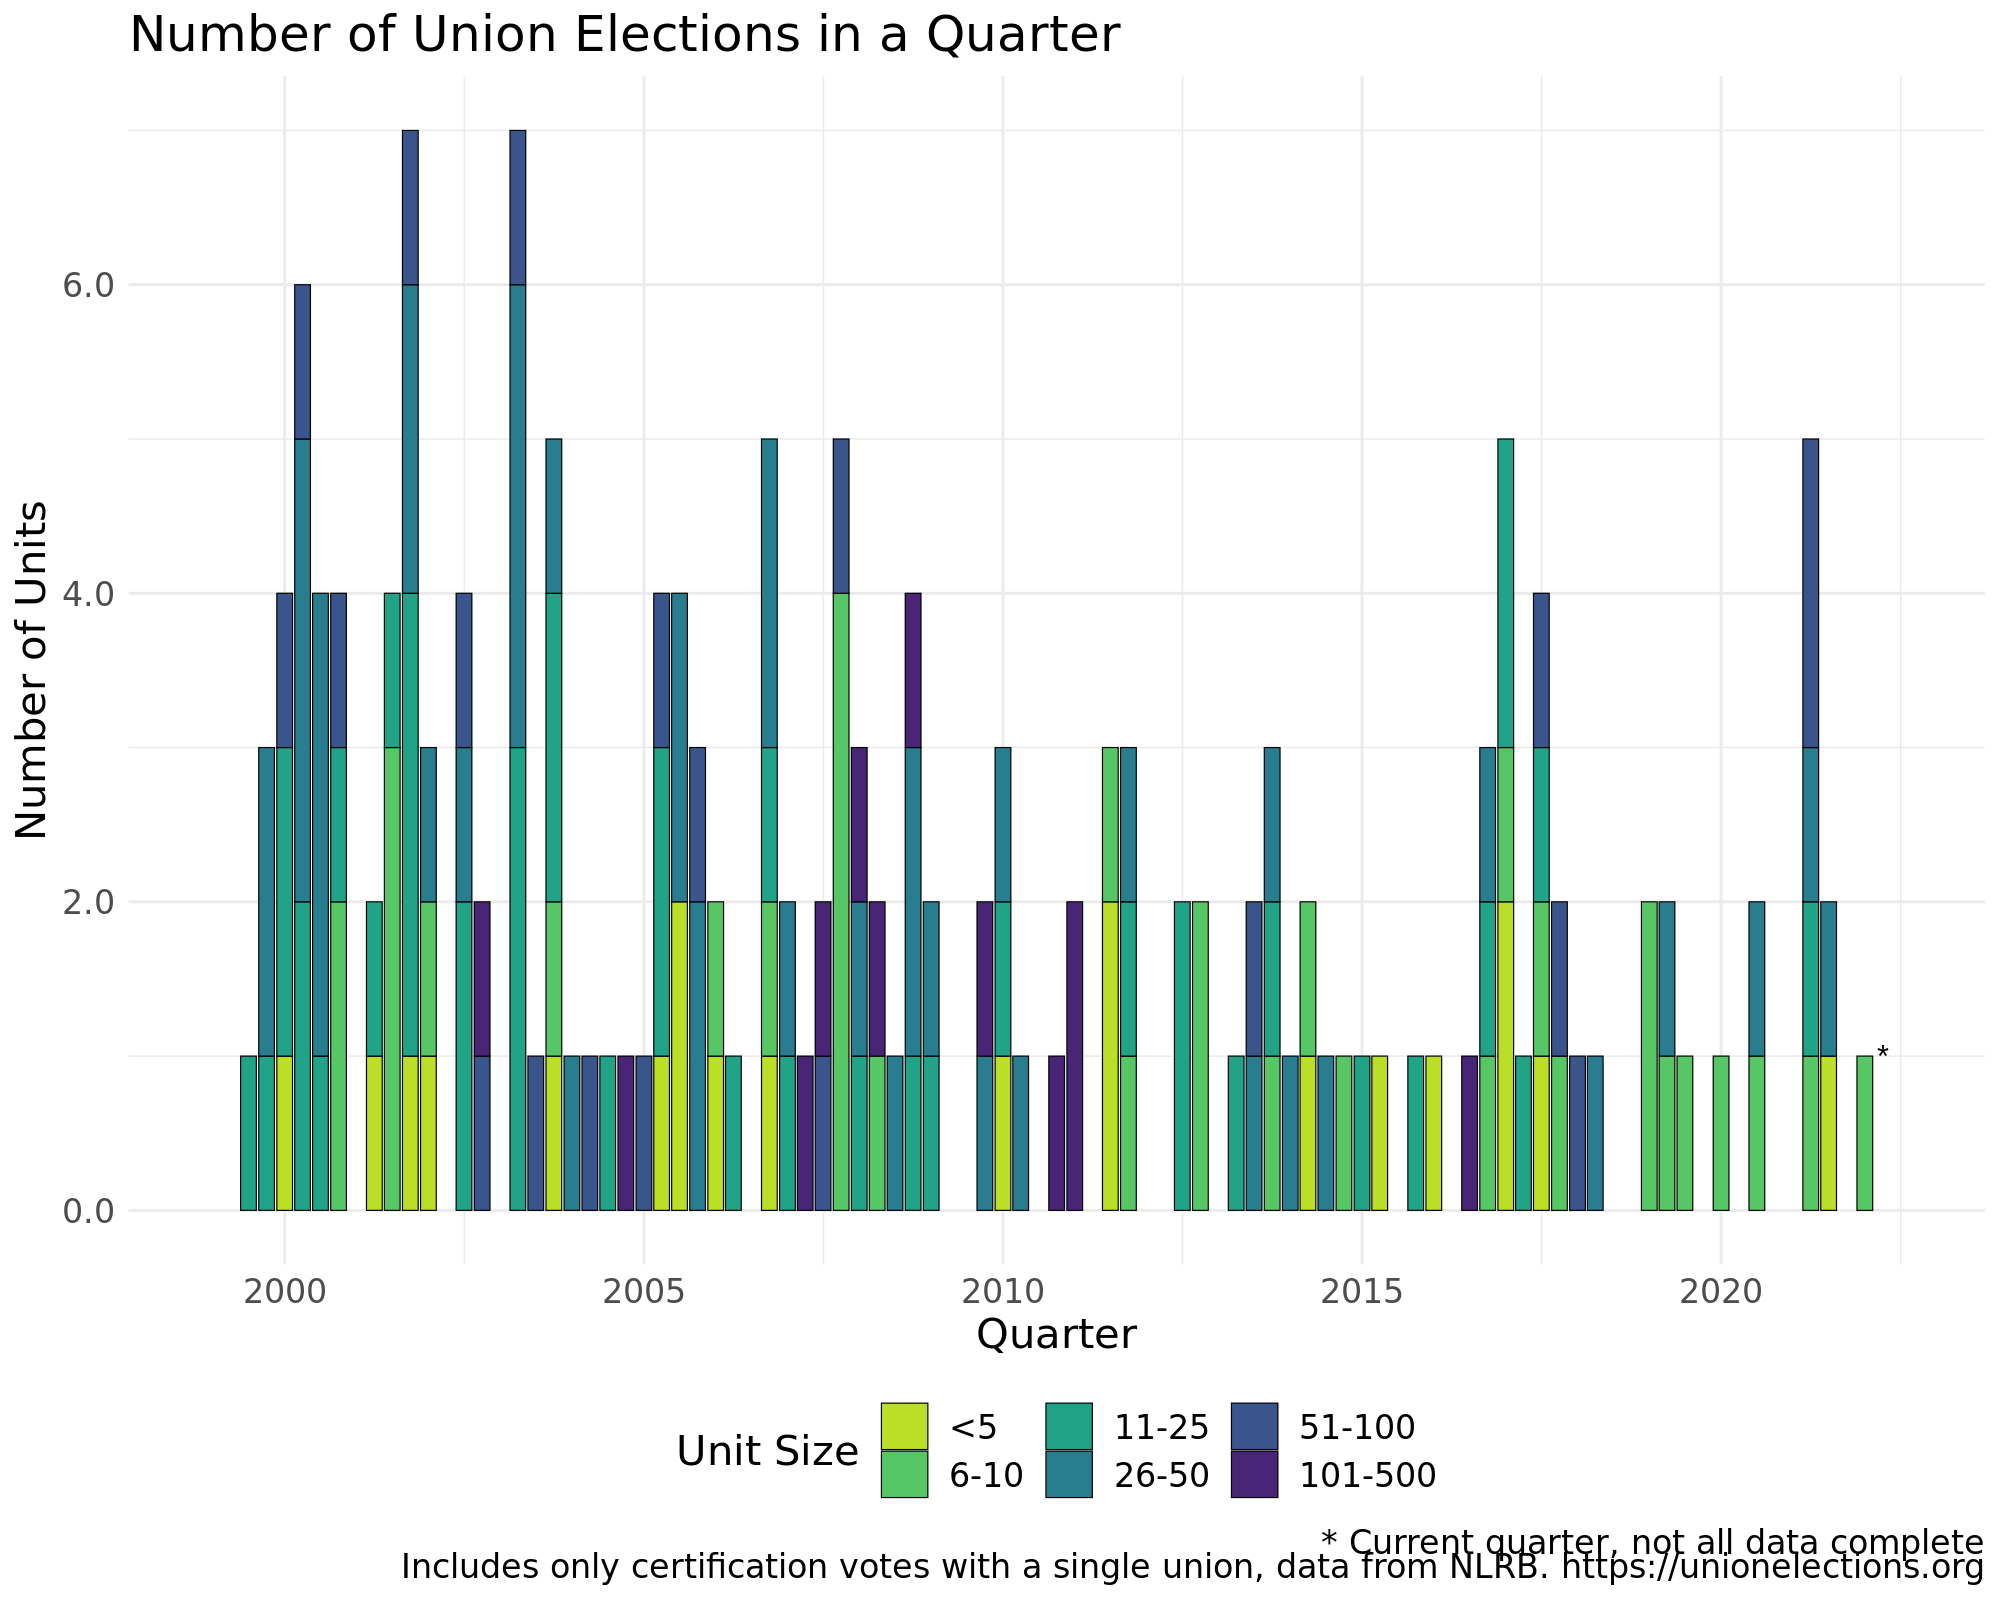 Number of Union Elections in a Quarter
Number of Units
6.0
4.0
2.0
0.0
*
2000 2005 2010 2015 2020
Quarter
Unit Size
<5 11-25 51-100
6-10 26-50 101-500
* Current quarter, not all data complete
Includes only certification votes with a single union, data from NLRB. https://unionelections.org